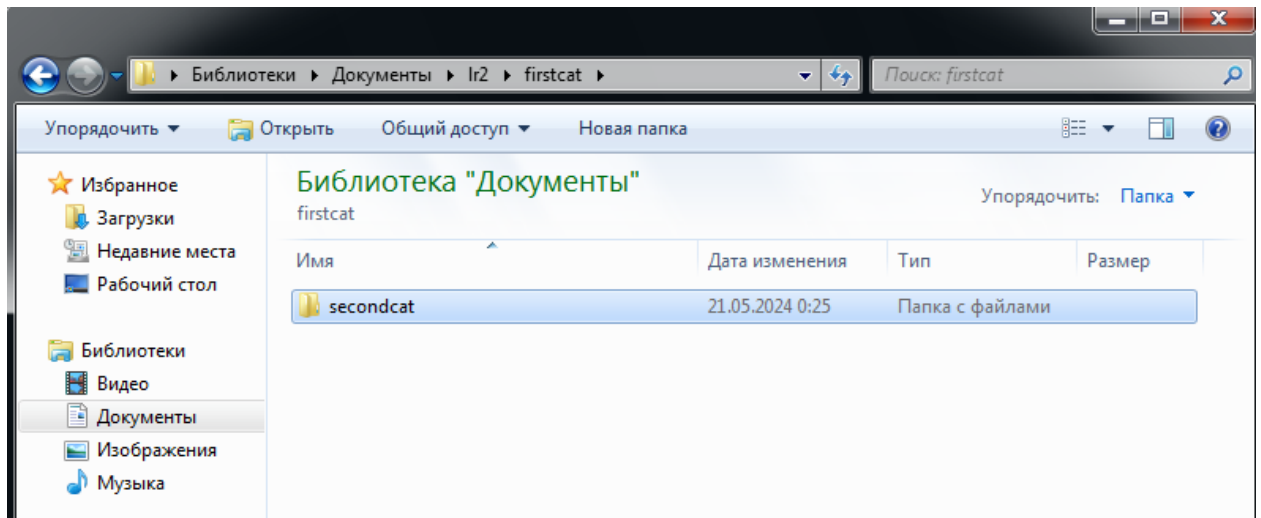 Библиотеки Документы lr2 firstcat
Поиск: firstcat
Упорядочить Открыть Общий доступ Новая папка
Избранное
Загрузки
Недавние места
Рабочий стол
Библиотеки
Видео
Документы
Изображения
Музыка
Библиотека "Документы"
firstcat
Упорядочить: Папка
Имя Дата изменения Тип Размер
secondcat 21.05.2024 0:25 Папка с файлами